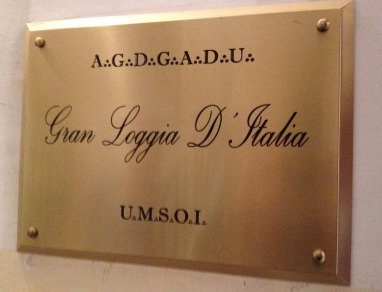 A∴G∴D∴G∴A∴D∴U∴
Gran Loggia D'Italia
U∴M∴S∴O∴I∴